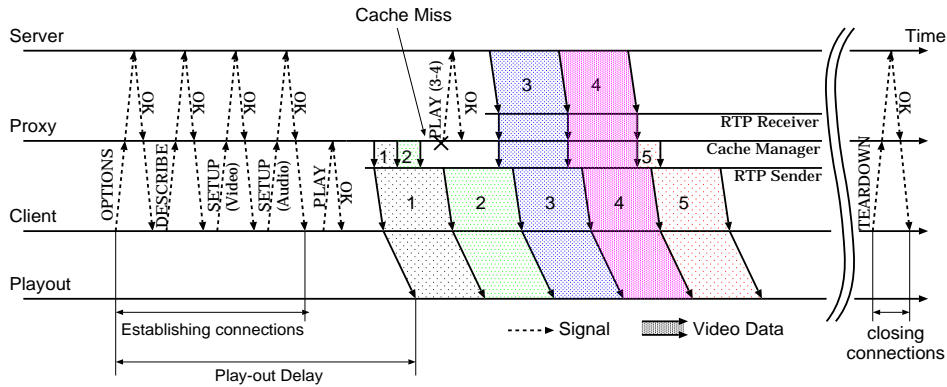 Cache Miss
Server
Time
OK
OK
OK
OK
PLAY (3-4)
OK
3
4
OK
RTP Receiver
Proxy
Cache Manager
1
2
5
RTP Sender
OPTIONS
DESCRIBE
SETUP
(Video)
SETUP
(Audio)
PLAY
OK
1
2
3
4
5
TEARDOWN
Client
Playout
Establishing connections
Signal
Video Data
closing
connections
Play-out Delay